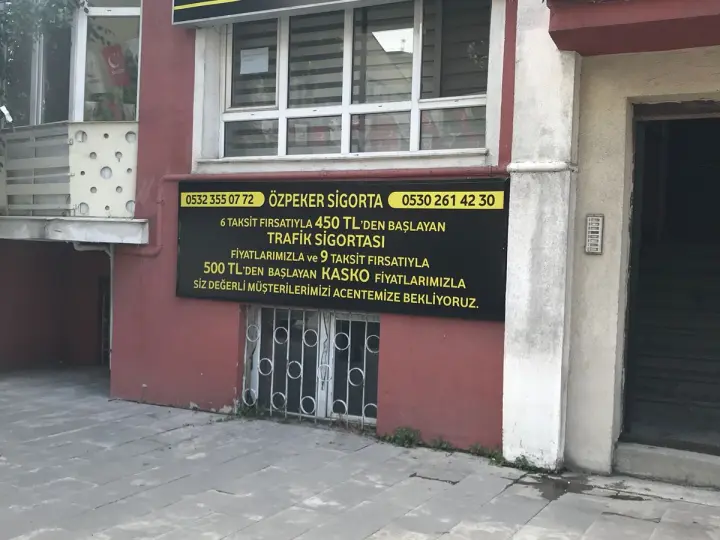 0532 355 07 72 ÖZPEKER SİGORTA 0530 261 42 30
6 TAKSİT FIRSATIYLA 450 TL'DEN BAŞLAYAN
TRAFİK SİGORTASI
FİYATLARIMIZLA ve 9 TAKSİT FIRSATIYLA
500 TL'DEN BAŞLAYAN KASKO FİYATLARIMIZLA
SİZ DEĞERLİ MÜŞTERİLERİMİZİ ACENTEMİZE BEKLİYORUZ.